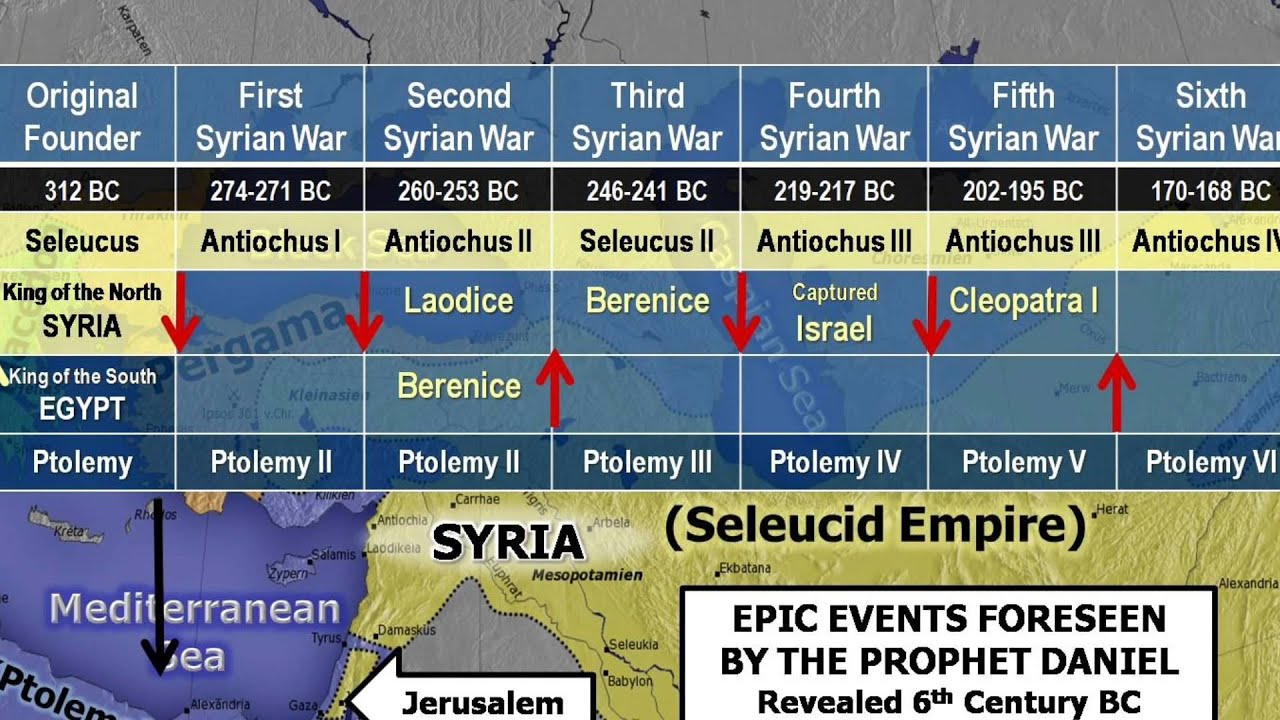 Karpaten
Original
Founder
First
Syrian War
Second
Syrian War
Third
Syrian War
Fourth
Syrian War
Fifth
Syrian War
Sixth
Syrian War
312 BC
274-271 BC
260-253 BC
246-241 BC
219-217 BC
202-195 BC
170-168 BC
Thrakien
Seleucus
Antiochus I
Antiochus II
Seleucus II
Antiochus III
Antiochus III
Antiochus IV
Black Sea
Choresmien
Maracanda
King of the North
SYRIA
Laodice
Berenice
Captured
Israel
Cleopatra I
Pergama
Caspian Sea
King of the South
EGYPT
Berenice
Kleinasien
Ipsos 301 v.Chr.
Merw
Bactriana
Ptolemy
Ptolemy II
Ptolemy II
Ptolemy III
Ptolemy IV
Ptolemy V
Ptolemy VI
Kilikien
Carrhae
Rhodos
Kreta
Antiochia
SYRIA
Arbela
(Seleucid Empire)
Herat
Salamis
Laodikeia
Zypern
Euphrat
Mesopotamien
Ekbatana
Alexandria
Mediterranean
Sea
Tyrus
Damaskus
Seleukia
Babylon
EPIC EVENTS FORESEEN
BY THE PROPHET DANIEL
Revealed 6th Century BC
Ptolem
Alexãndria
Gaza
Jerusalem